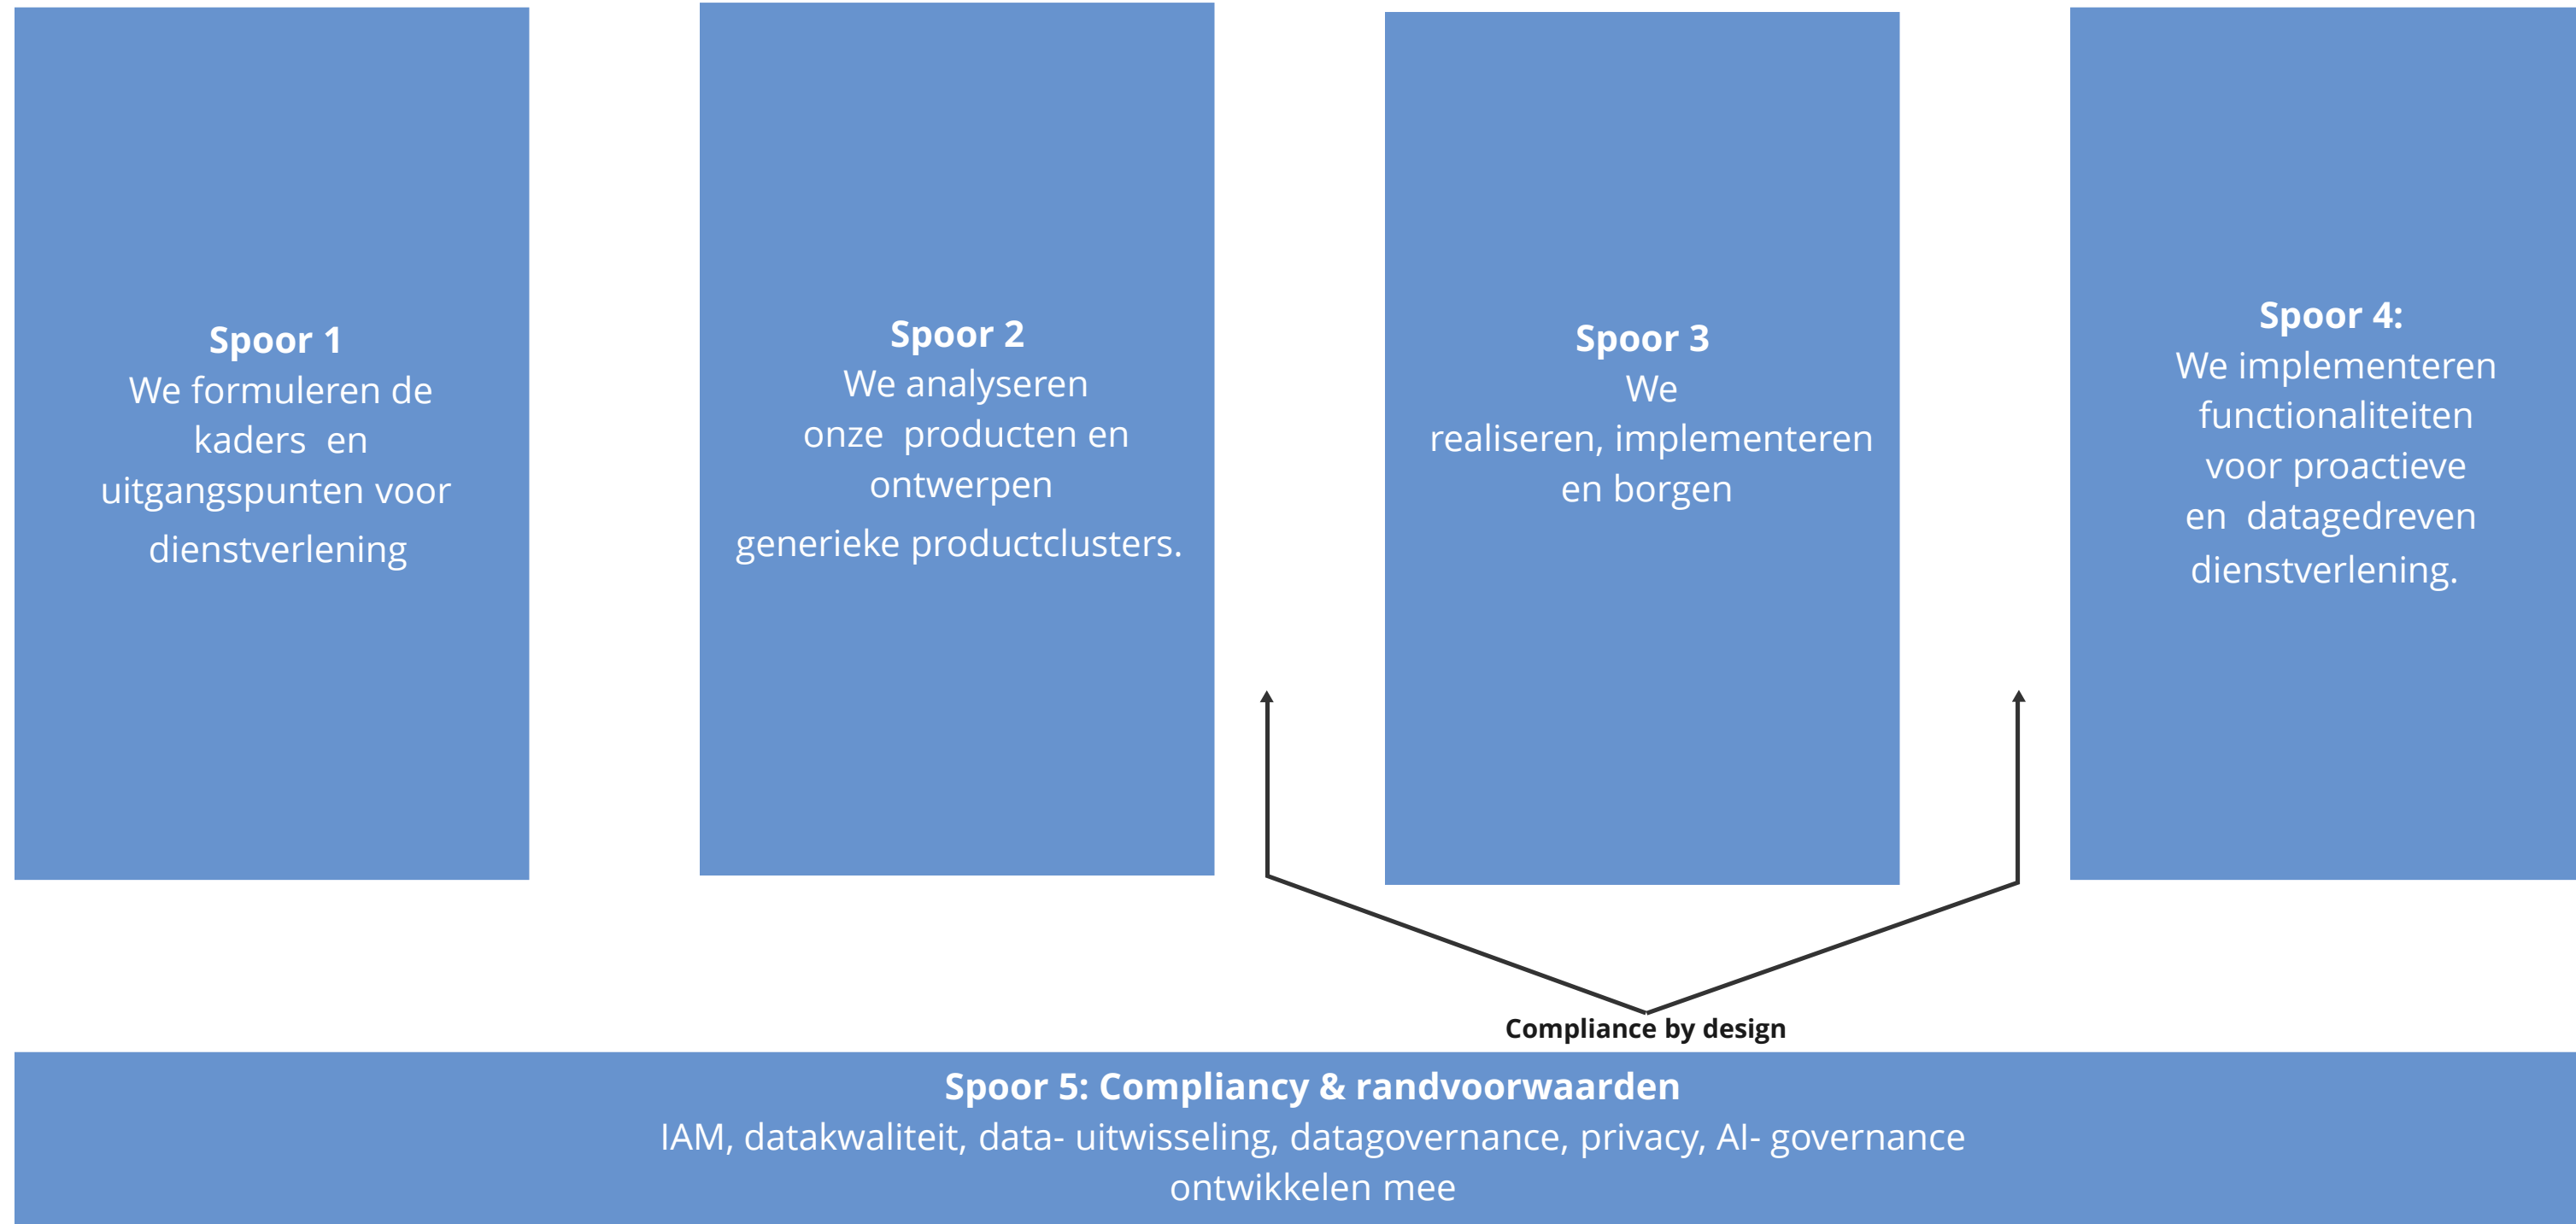 Spoor 1
We formuleren de
kaders en
uitgangspunten voor
dienstverlening
Spoor 2
We analyseren
onze producten en
ontwerpen
generieke productclusters.
Spoor 3
We
realiseren, implementeren
en borgen
Spoor 4:
We implementeren
functionaliteiten
voor proactieve
en datagedreven
dienstverlening.
Compliance by design
Spoor 5: Compliancy & randvoorwaarden
IAM, datakwaliteit, data- uitwisseling, datagovernance, privacy, AI- governance
ontwikkelen mee